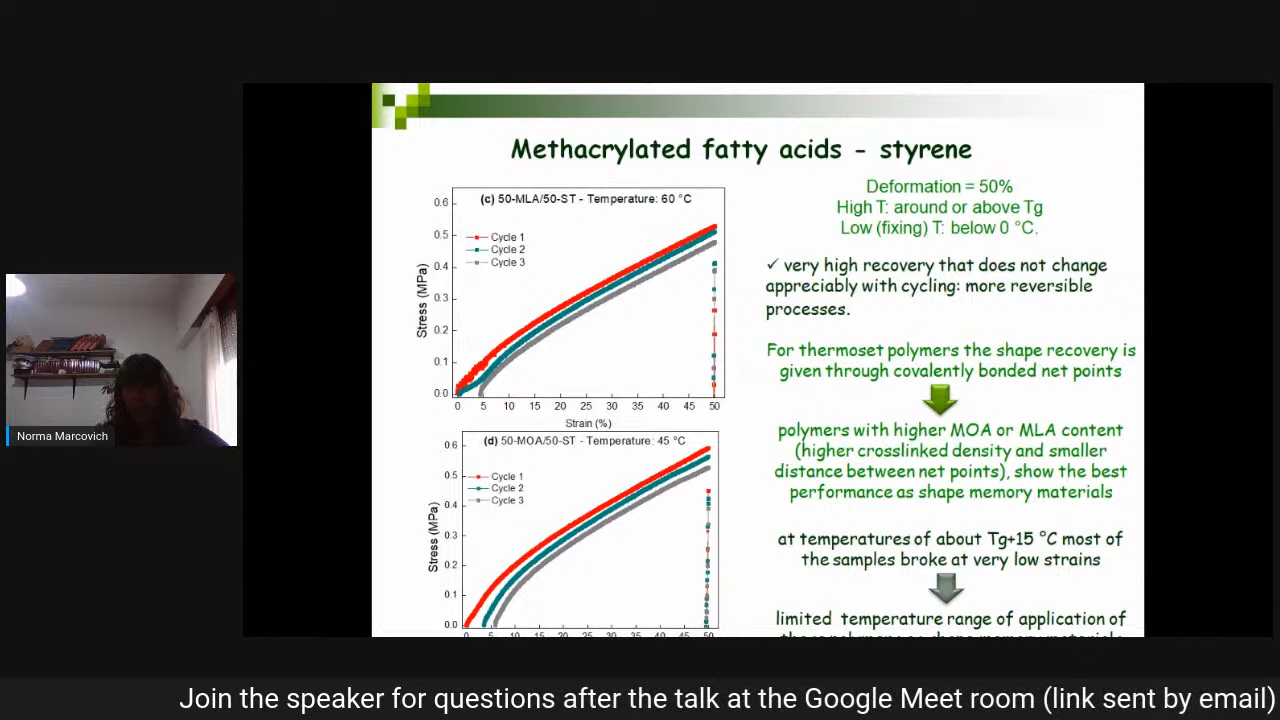 Methacrylated fatty acids - styrene
(c) 50-MLA/50-ST - Temperature: 60 °C
0.6
0.5
0.4
0.3
0.2
0.1
0.0
Stress (MPa)
Cycle 1
Cycle 2
Cycle 3
0 5 10 15 20 25 30 35 40 45 50
Strain (%)
(d) 50-MOA/50-ST - Temperature: 45 °C
0.6
0.5
0.4
0.3
0.2
0.1
0.0
Stress (MPa)
Cycle 1
Cycle 2
Cycle 3
0 5 10 15 20 25 30 35 40 45 50
Deformation = 50%
High T: around or above Tg
Low (fixing) T: below 0 °C.
✓ very high recovery that does not change
appreciably with cycling: more reversible
processes.
For thermoset polymers the shape recovery is
given through covalently bonded net points
polymers with higher MOA or MLA content
(higher crosslinked density and smaller
distance between net points), show the best
performance as shape memory materials
at temperatures of about Tg+15 °C most of
the samples broke at very low strains
limited temperature range of application of
Norma Marcovich
Join the speaker for questions after the talk at the Google Meet room (link sent by email)